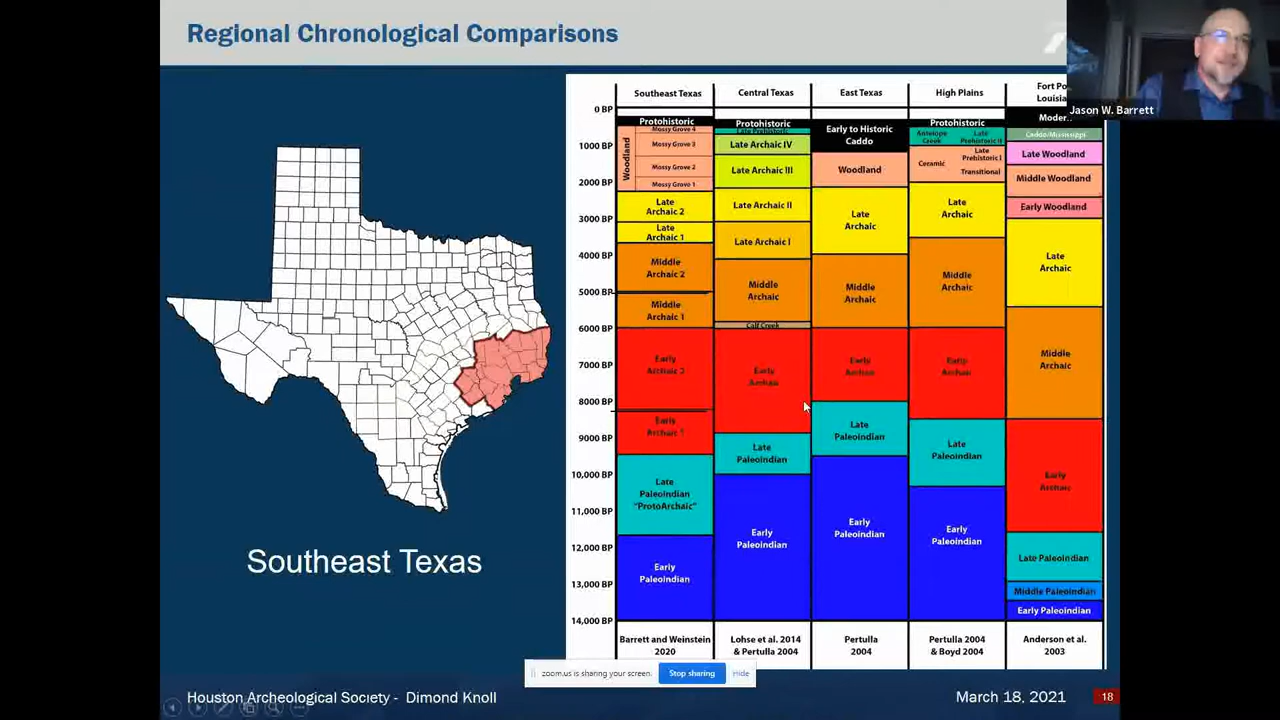 Regional Chronological Comparisons
Jason W. Barrett
Southeast Texas
Central Texas
East Texas
High Plains
Fort Po
Louisi
0 BP
1000 BP
2000 BP
3000 BP
4000 BP
5000 BP
6000 BP
7000 BP
8000 BP
9000 BP
10,000 BP
11,000 BP
12,000 BP
13,000 BP
14,000 BP
Protohistoric
Woodland
Mossy Grove 4
Mossy Grove 3
Mossy Grove 2
Mossy Grove 1
Late
Archaic 2
Late
Archaic 1
Middle
Archaic 2
Middle
Archaic 1
Early
Archaic 2
Early
Archaic 1
Late
Paleoindian
"ProtoArchaic"
Early
Paleoindian
Barrett and Weinstein
2020
Protohistoric
Late Prehistoric
Late Archaic IV
Late Archaic III
Late Archaic II
Late Archaic I
Middle
Archaic
Calf Creek
Early
Archaic
Late
Paleoindian
Early
Paleoindian
Lohse et al. 2014
& Pertulla 2004
Early to Historic
Caddo
Woodland
Late
Archaic
Middle
Archaic
Early
Archaic
Late
Paleoindian
Early
Paleoindian
Pertulla
2004
Protohistoric
Antelope
Creek
Late
Prehistoric II
Ceramic
Late
Prehistoric I
Transitional
Late
Archaic
Middle
Archaic
Early
Archaic
Late
Paleoindian
Early
Paleoindian
Pertulla 2004
& Boyd 2004
Modern
Caddo/Mississippi
Late Woodland
Middle Woodland
Early Woodland
Late
Archaic
Middle
Archaic
Early
Archaic
Late Paleoindian
Middle Paleoindian
Early Paleoindian
Anderson et al.
2003
Southeast Texas
zoom.us is sharing your screen.
Stop sharing
Hide
Houston Archeological Society - Dimond Knoll
March 18, 2021
18